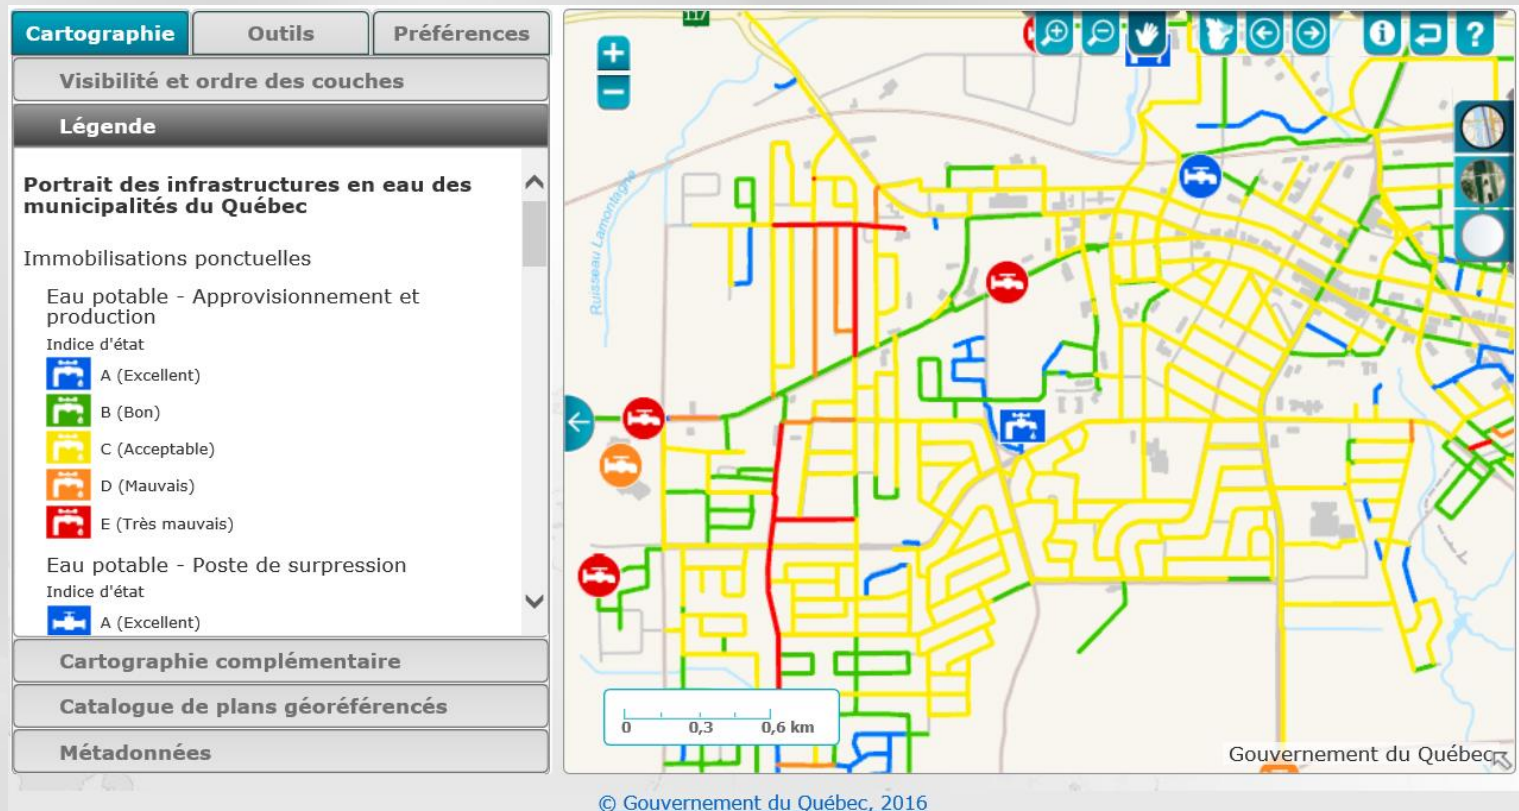 Cartographie
Outils
Préférences
Visibilité et ordre des couches
Légende
Portrait des infrastructures en eau des
municipalités du Québec
Immobilisations ponctuelles
Eau potable - Approvisionnement et
production
Indice d'état
A (Excellent)
B (Bon)
C (Acceptable)
D (Mauvais)
E (Très mauvais)
Eau potable - Poste de surpression
Indice d'état
A (Excellent)
Cartographie complémentaire
Catalogue de plans géoréférencés
Métadonnées
117
Ruisseau Lamontagne
0 0,3 0,6 km
Gouvernement du Québec
© Gouvernement du Québec, 2016